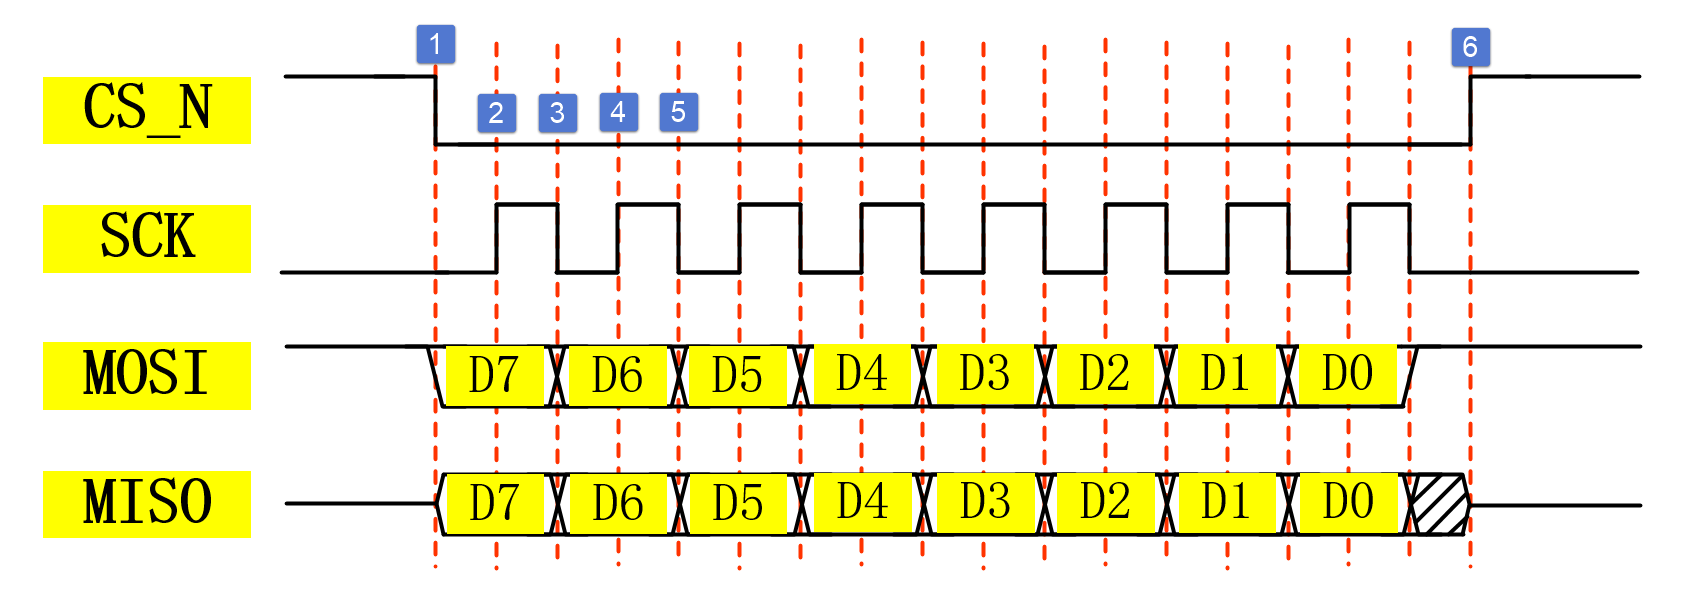 1
6
CS_N
2 3 4 5
SCK
MOSI D7 D6 D5 D4 D3 D2 D1 D0
MISO D7 D6 D5 D4 D3 D2 D1 D0